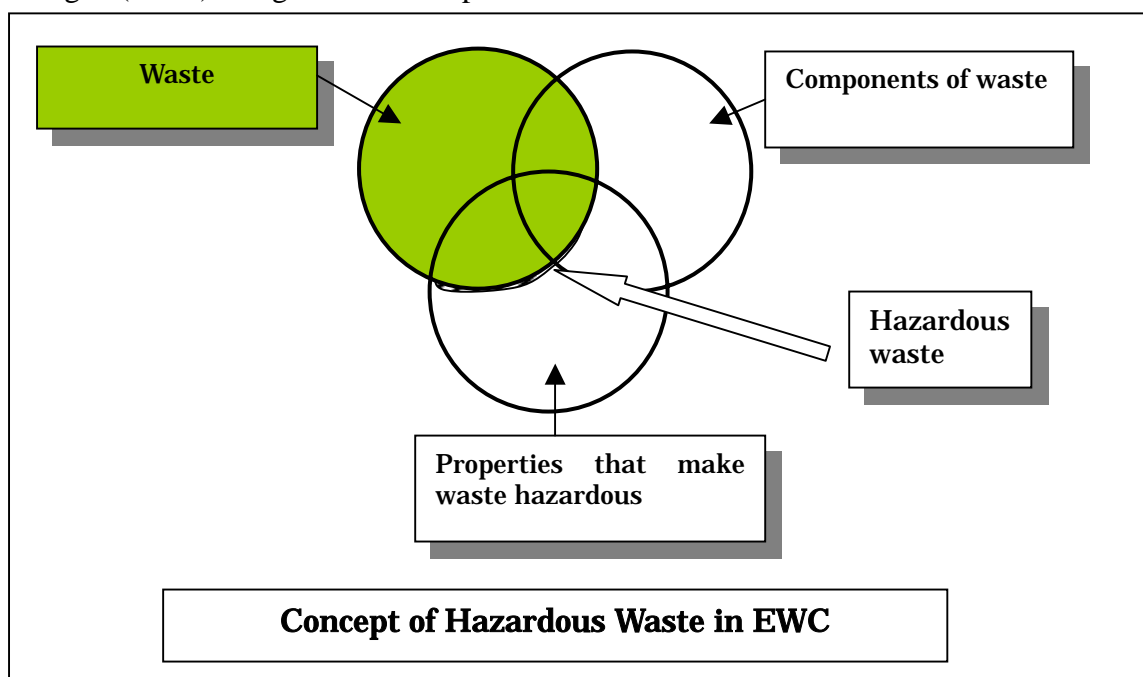 Waste
Components of waste
Hazardous
waste
Properties that make
waste hazardous
Concept of Hazardous Waste in EWC